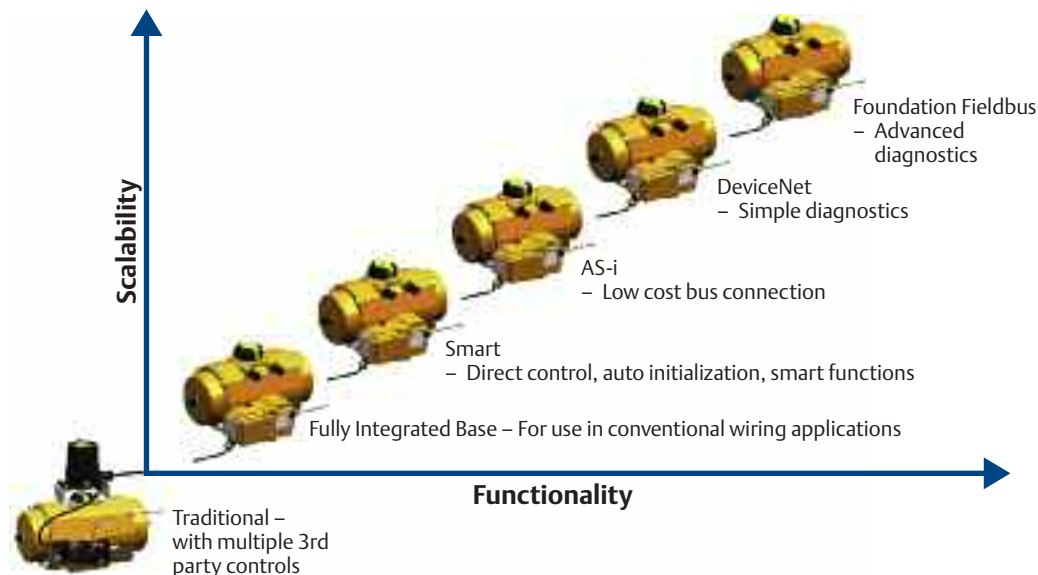 Scalability
Foundation Fieldbus
– Advanced
diagnostics
DeviceNet
– Simple diagnostics
AS-i
– Low cost bus connection
Smart
– Direct control, auto initialization, smart functions
Fully Integrated Base – For use in conventional wiring applications
Functionality
Traditional –
with multiple 3rd
party controls